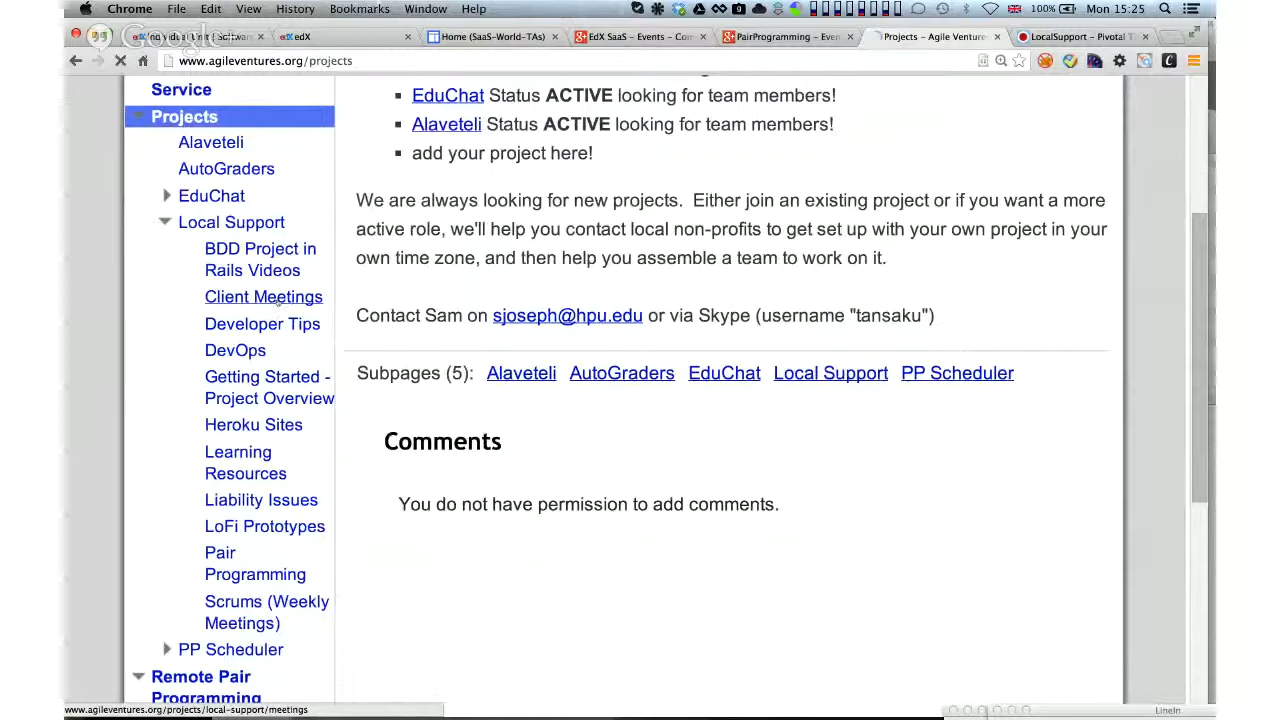 Chrome File Edit View History Bookmarks Window Help 100% Mon 15:25
Google
edX
Home (SaaS-World-TAs)
EdX SaaS – Events – Com
PairProgramming – Even
Projects – Agile Venture
LocalSupport – Pivotal T
www.agileventures.org/projects
Service
Projects
Alaveteli
AutoGraders
EduChat
Local Support
BDD Project in
Rails Videos
Client Meetings
Developer Tips
DevOps
Getting Started -
Project Overview
Heroku Sites
Learning
Resources
Liability Issues
LoFi Prototypes
Pair
Programming
Scrums (Weekly
Meetings)
PP Scheduler
Remote Pair
Programming
EduChat Status ACTIVE looking for team members!
Alaveteli Status ACTIVE looking for team members!
add your project here!
We are always looking for new projects. Either join an existing project or if you want a more
active role, we'll help you contact local non-profits to get set up with your own project in your
own time zone, and then help you assemble a team to work on it.
Contact Sam on sjoseph@hpu.edu or via Skype (username "tansaku")
Subpages (5): Alaveteli AutoGraders EduChat Local Support PP Scheduler
Comments
You do not have permission to add comments.
www.agileventures.org/projects/local-support/meetings
LineIn